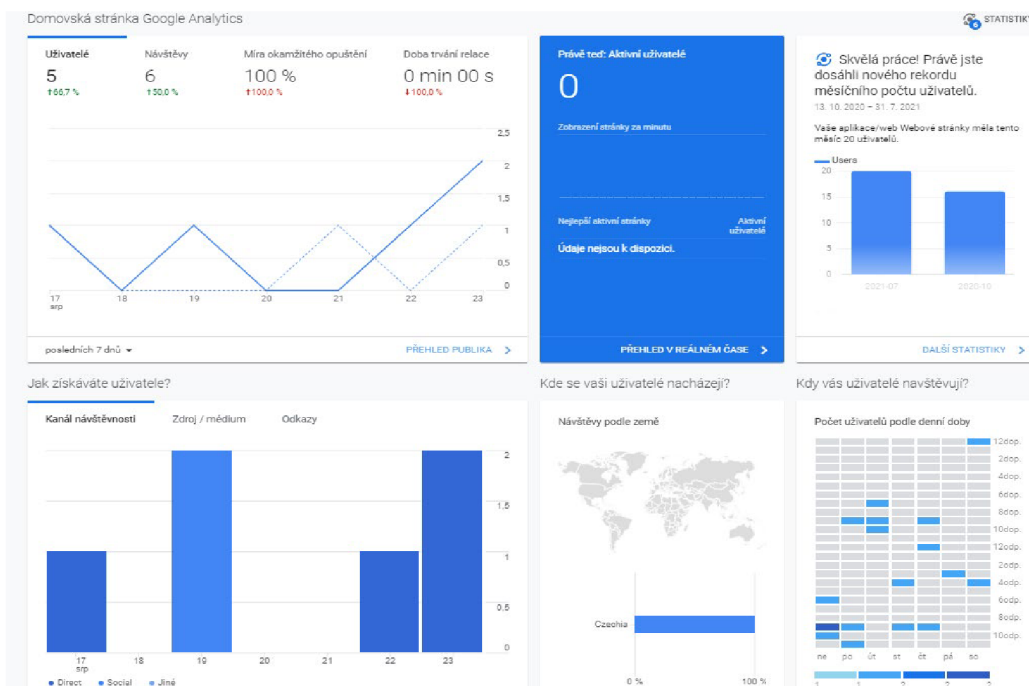 Domovská stránka Google Analytics
6
STATISTIKY
Uživatelé
Návštěvy
Míra okamžitého opuštění
Doba trvání relace
5
6
100 %
0 min 00 s
↑66,7 %
↑50,0 %
↑100,0 %
↓100,0 %
2,5
2
1,5
1
0,5
0
17
srp
18
19
20
21
22
23
posledních 7 dnů
PŘEHLED PUBLIKA
Právě teď: Aktivní uživatelé
0
Zobrazení stránky za minutu
Nejlepší aktivní stránky
Aktivní
uživatelé
Údaje nejsou k dispozici.
PŘEHLED V REÁLNÉM ČASE
Skvělá práce! Právě jste
dosáhli nového rekordu
měsíčního počtu uživatelů.
13. 10. 2020 – 31. 7. 2021
Vaše aplikace/web Webové stránky měla tento
měsíc 20 uživatelů.
Users
20
15
10
5
0
2021-07
2020-10
DALŠÍ STATISTIKY
Jak získáváte uživatele?
Kanál návštěvnosti
Zdroj / médium
Odkazy
2
1,5
1
0,5
0
17
srp
18
19
20
21
22
23
Direct
Social
Jiné
Kde se vaši uživatelé nacházejí?
Návštěvy podle země
Czechia
0 %
100 %
Kdy vás uživatelé navštěvují?
Počet uživatelů podle denní doby
12dop.
2dop.
4dop.
6dop.
8dop.
10dop.
12odp.
2odp.
4odp.
6odp.
8odp.
10odp.
ne
po
út
st
čt
pá
so